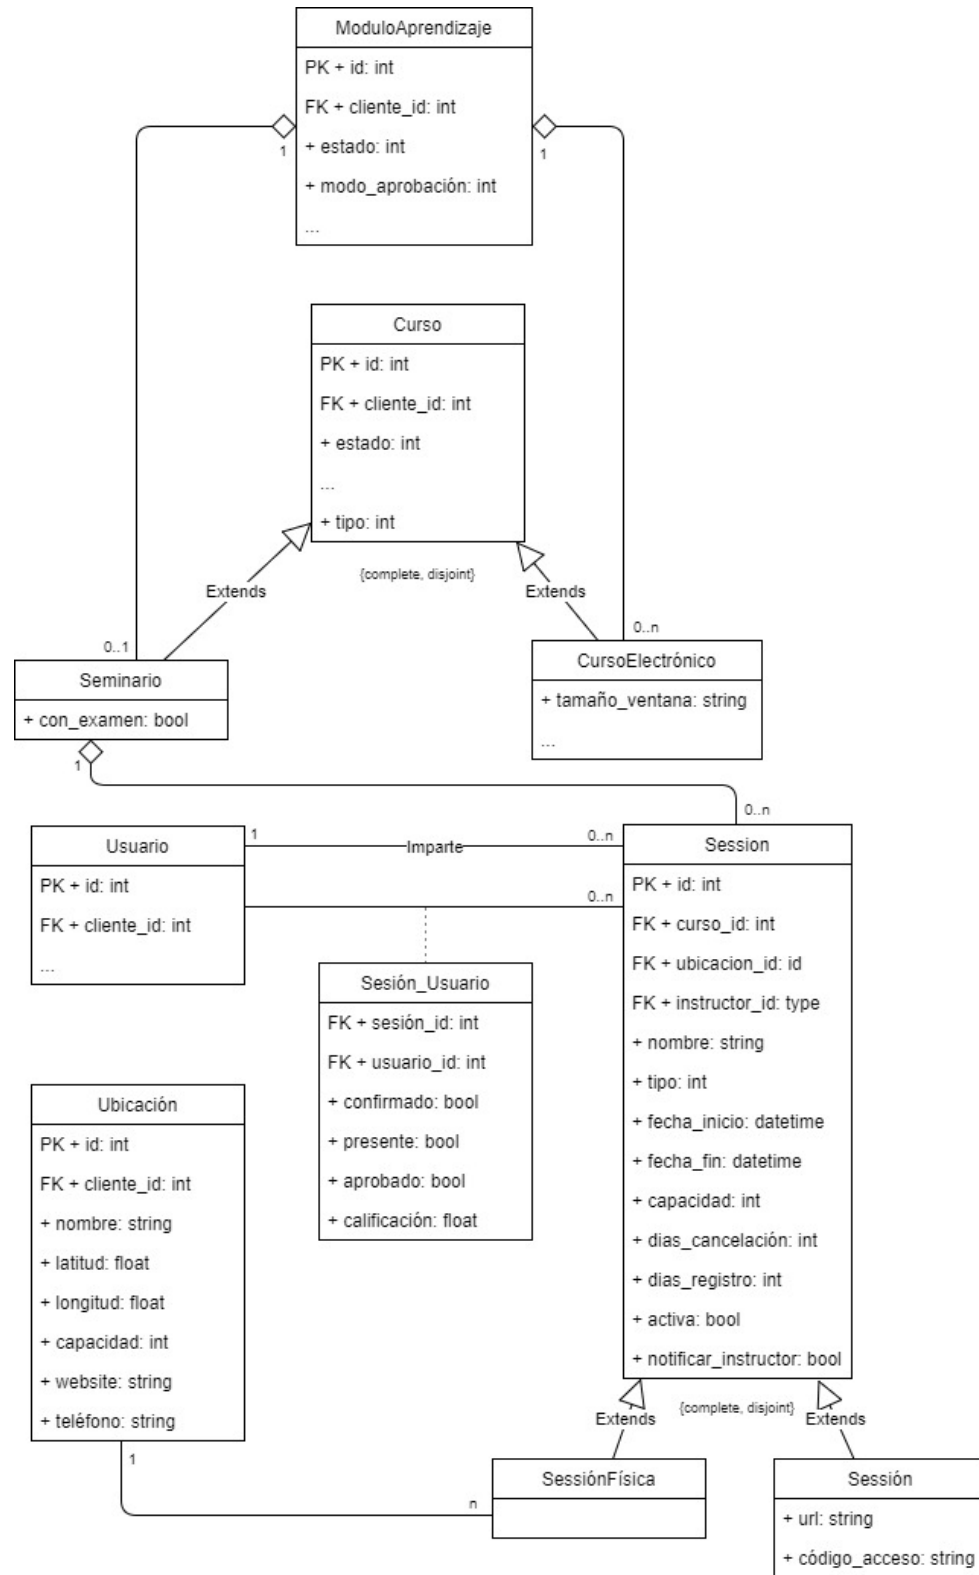 ModuloAprendizaje
PK + id: int
FK + cliente_id: int
+ estado: int
+ modo_aprobación: int
...
1
1
Curso
PK + id: int
FK + cliente_id: int
+ estado: int
...
+ tipo: int
{complete, disjoint}
Extends
Extends
0..1
0..n
Seminario
+ con_examen: bool
CursoElectrónico
+ tamaño_ventana: string
...
1
0..n
Usuario
PK + id: int
FK + cliente_id: int
...
1
Imparte
0..n
0..n
Session
PK + id: int
FK + curso_id: int
FK + ubicacion_id: id
FK + instructor_id: type
+ nombre: string
+ tipo: int
+ fecha_inicio: datetime
+ fecha_fin: datetime
+ capacidad: int
+ dias_cancelación: int
+ dias_registro: int
+ activa: bool
+ notificar_instructor: bool
Sesión_Usuario
FK + sesión_id: int
FK + usuario_id: int
+ confirmado: bool
+ presente: bool
+ aprobado: bool
+ calificación: float
Ubicación
PK + id: int
FK + cliente_id: int
+ nombre: string
+ latitud: float
+ longitud: float
+ capacidad: int
+ website: string
+ teléfono: string
{complete, disjoint}
Extends
Extends
1
n
SessiónFísica
Sessión
+ url: string
+ código_acceso: string